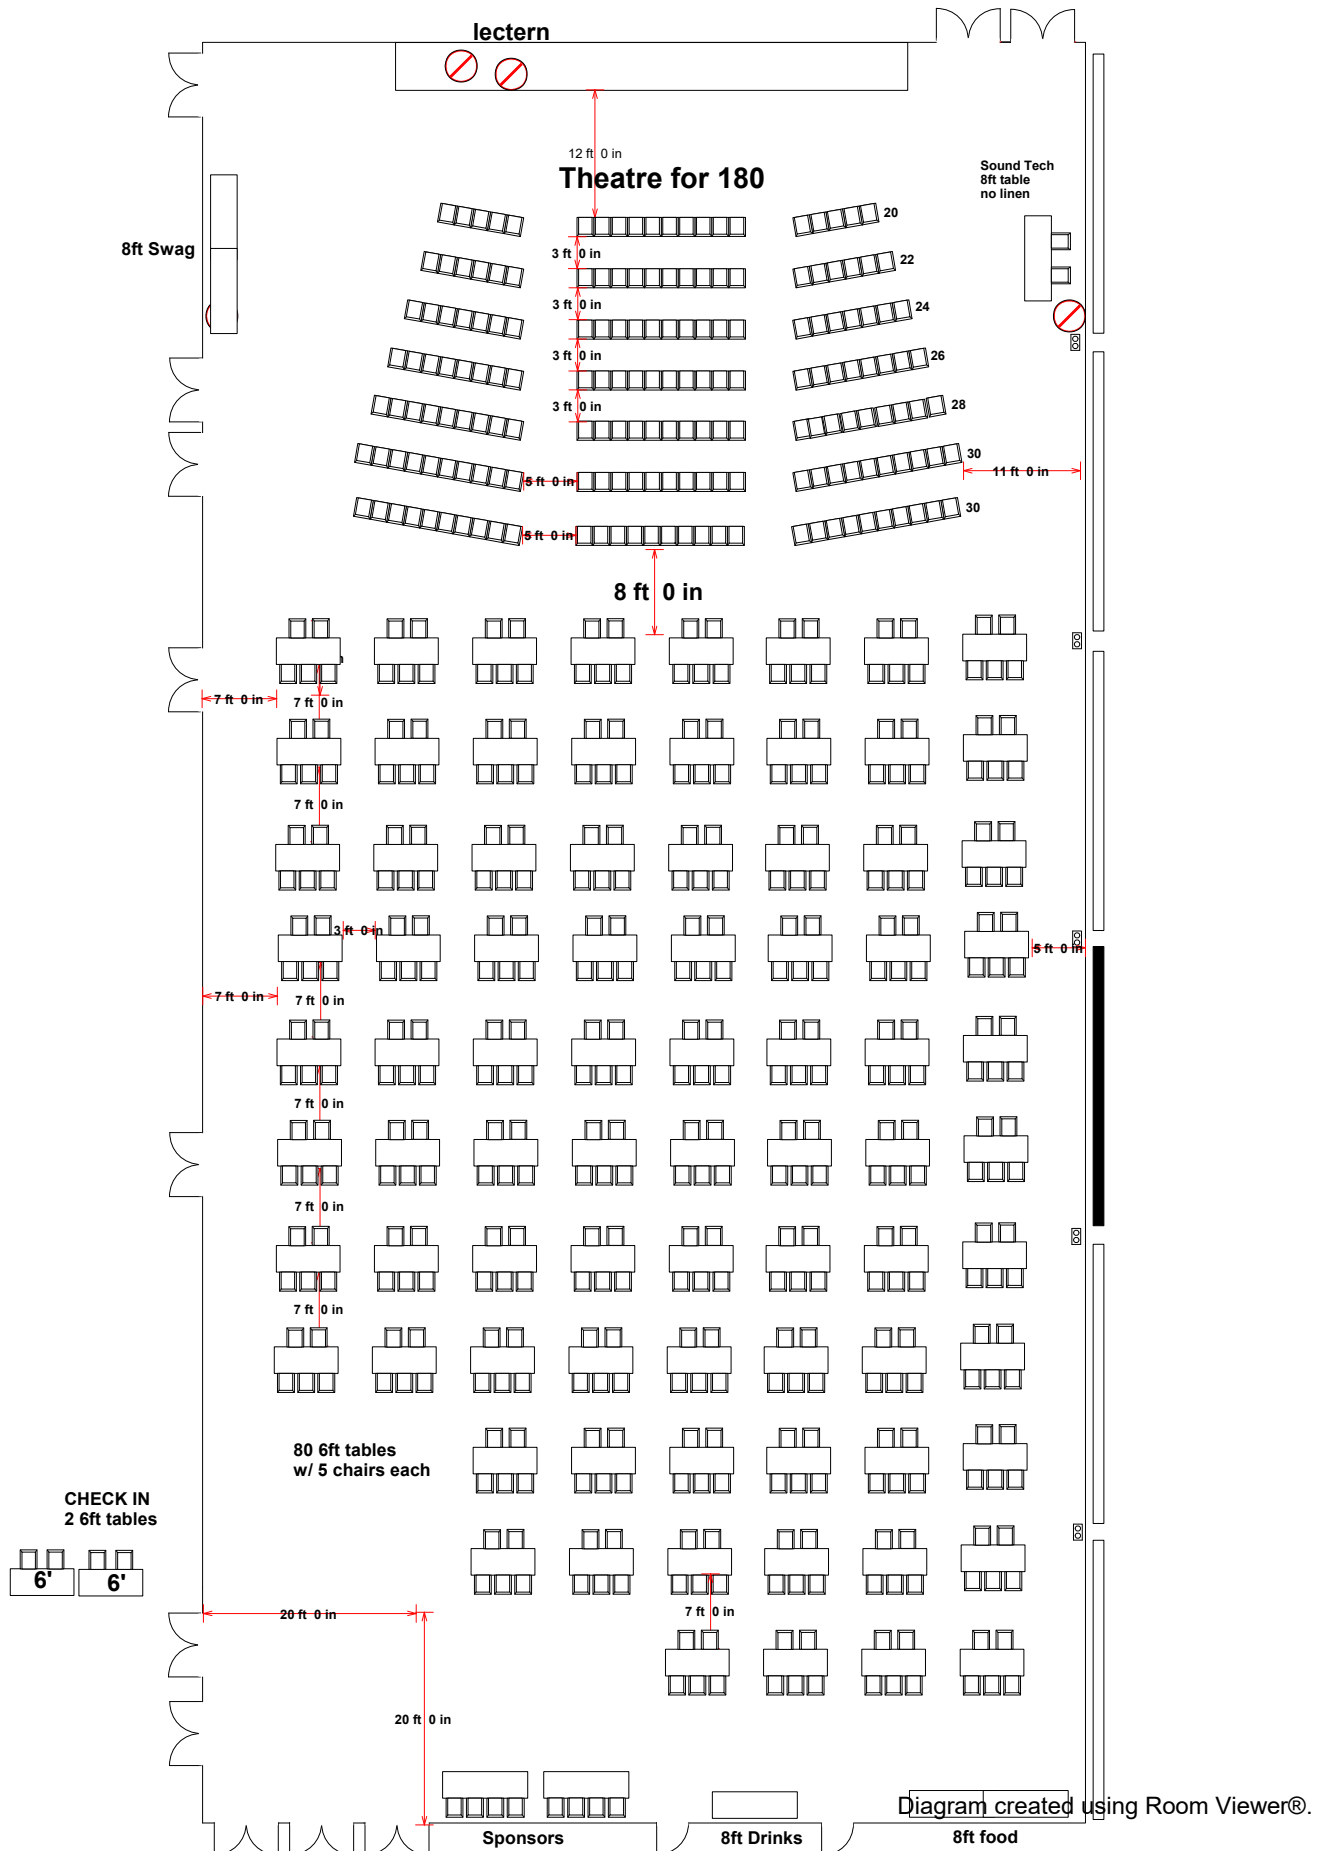 lectern
12 ft  0 in
Theatre for 180
Sound Tech
8ft table
no linen
20
8ft Swag
3 ft  0 in
22
3 ft  0 in
24
3 ft  0 in
26
3 ft  0 in
28
30
11 ft  0 in
5 ft  0 in
30
5 ft  0 in
8 ft  0 in
7 ft  0 in
7 ft  0 in
7 ft  0 in
3 ft  0 in
5 ft  0 in
7 ft  0 in
7 ft  0 in
7 ft  0 in
7 ft  0 in
7 ft  0 in
80 6ft tables
w/ 5 chairs each
CHECK IN
2 6ft tables
6'
6'
20 ft  0 in
7 ft  0 in
20 ft  0 in
Diagram created using Room Viewer®.
Sponsors
8ft Drinks
8ft food